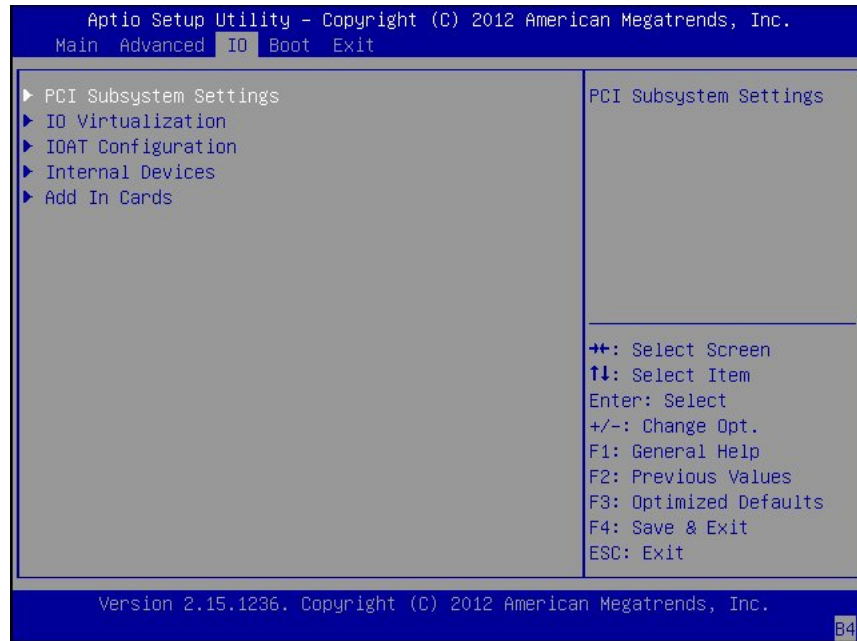 Aptio Setup Utility – Copyright (C) 2012 American Megatrends, Inc.
Main Advanced IO Boot Exit
▶ PCI Subsystem Settings
▶ IO Virtualization
▶ IOAT Configuration
▶ Internal Devices
▶ Add In Cards
PCI Subsystem Settings
→←: Select Screen
↑↓: Select Item
Enter: Select
+/-: Change Opt.
F1: General Help
F2: Previous Values
F3: Optimized Defaults
F4: Save & Exit
ESC: Exit
Version 2.15.1236. Copyright (C) 2012 American Megatrends, Inc.
B4